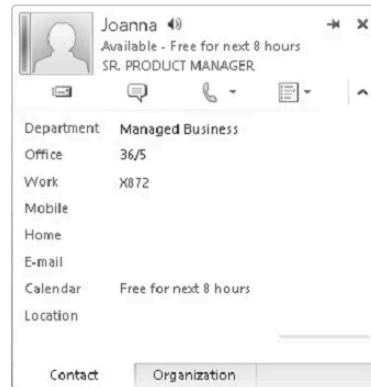 Joanna
Available - Free for next 8 hours
SR. PRODUCT MANAGER
Department Managed Business
Office 36/5
Work X872
Mobile
Home
E-mail
Calendar Free for next 8 hours
Location
Contact Organization